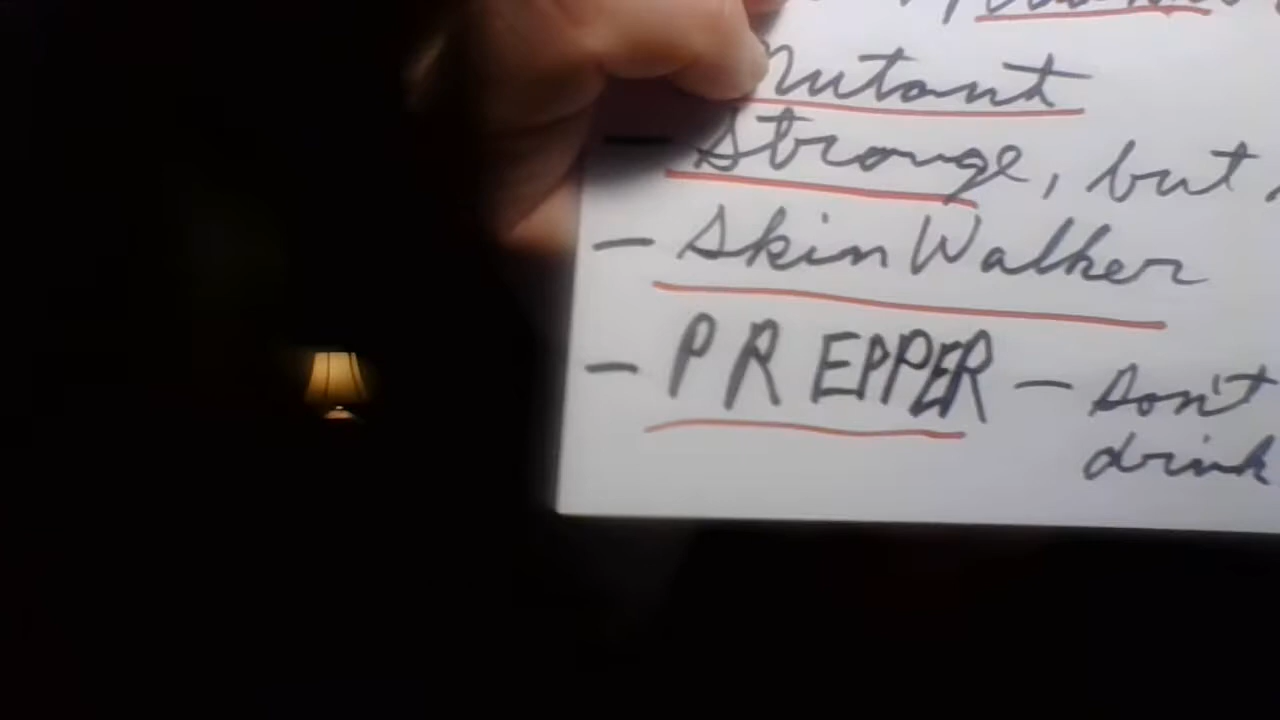 Mutant
- Strange, but
- SkinWalker
- PREPPER - Don't
drink